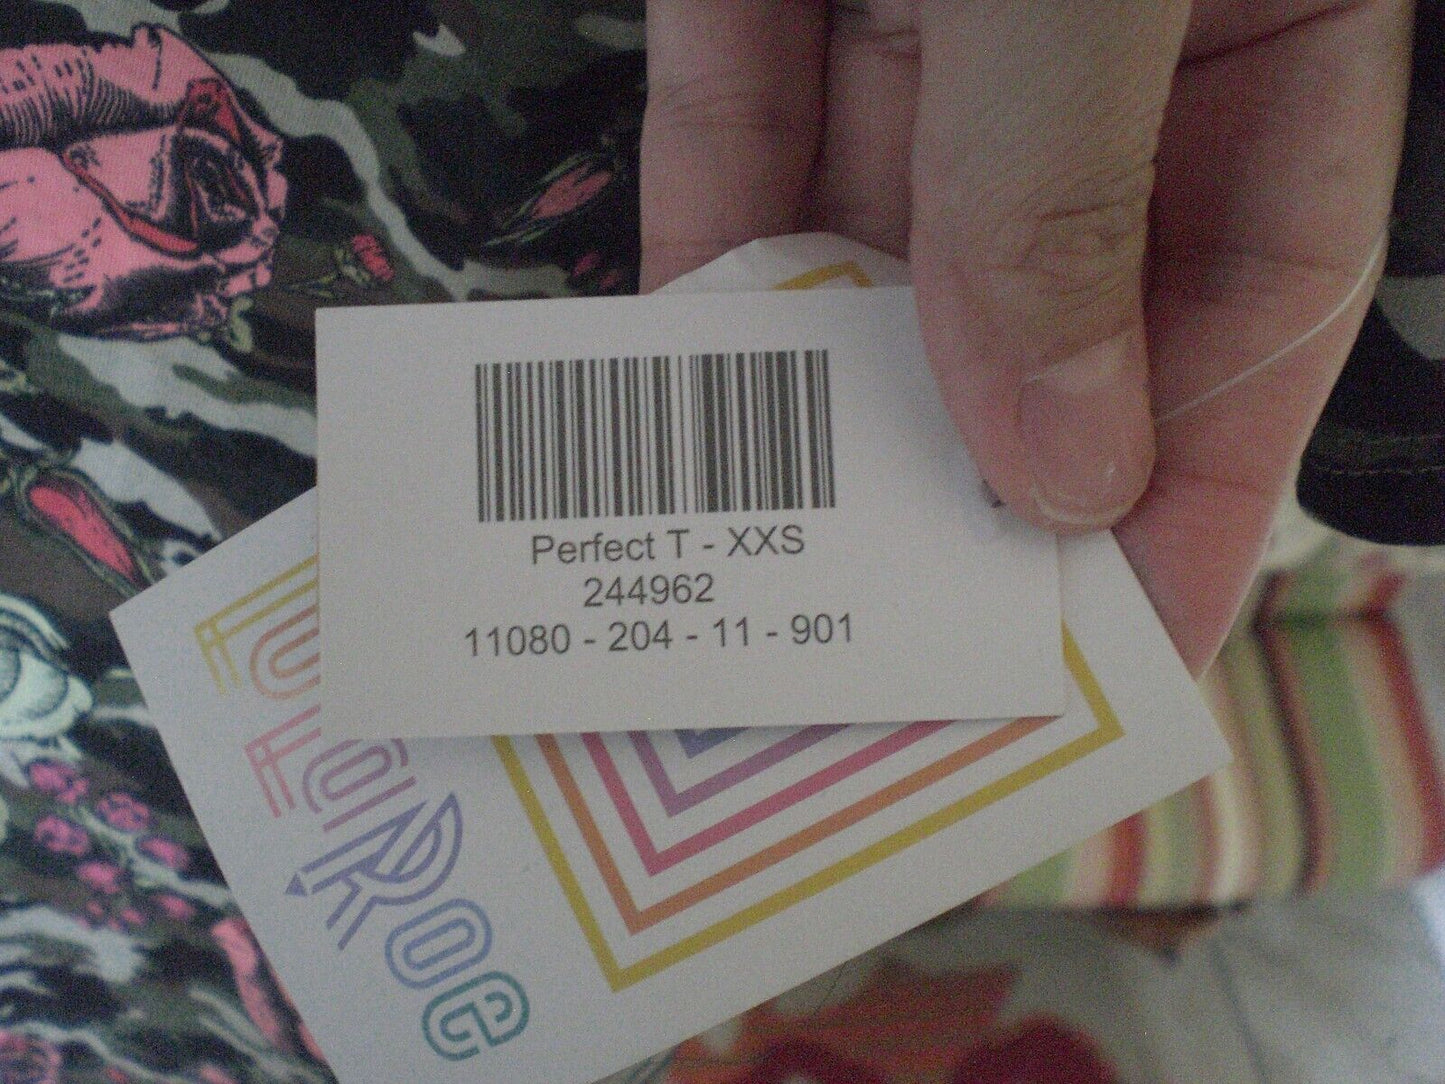 Perfect T - XXS
244962
11080 - 204 - 11 - 901
LuLaRoe